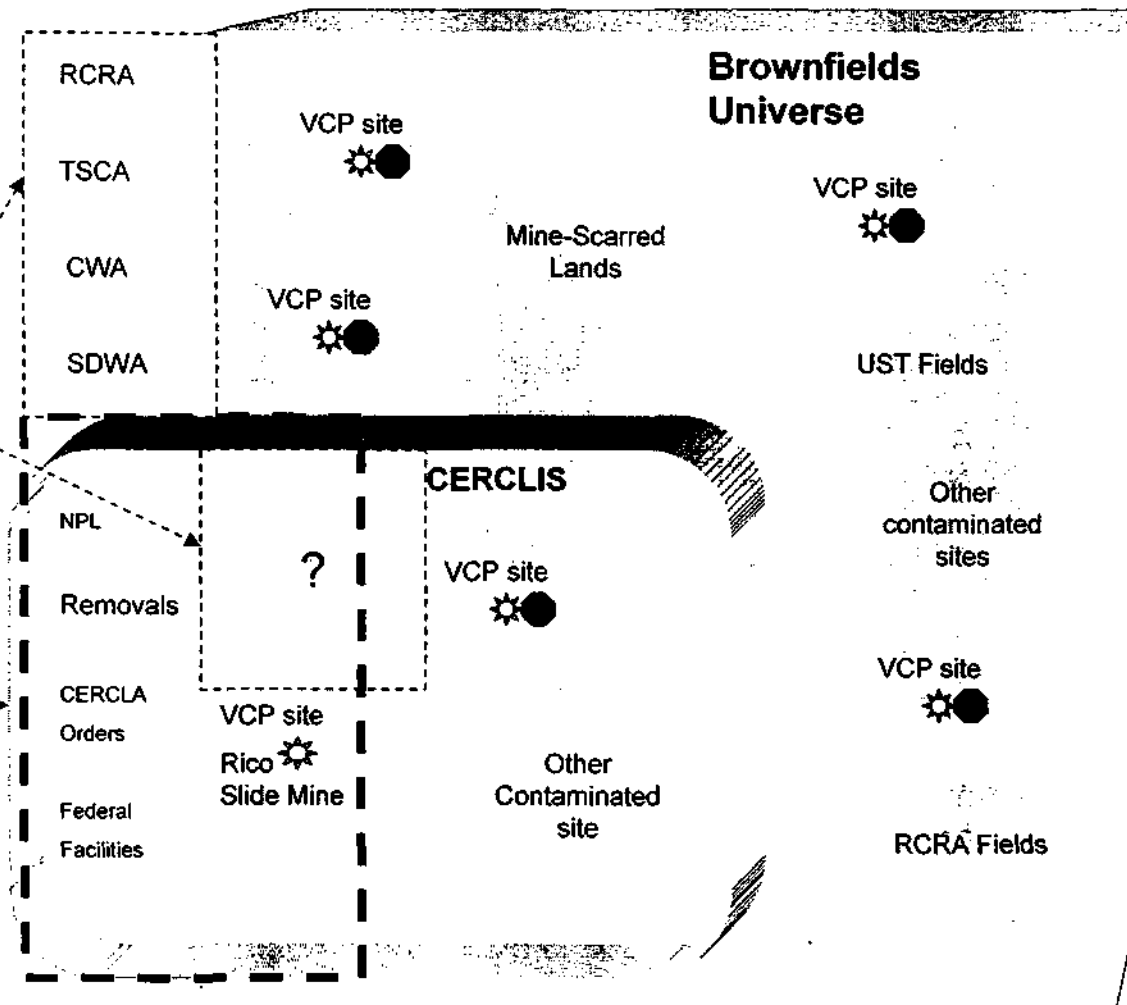 RCRA
Brownfields
Universe
VCP site
TSCA
VCP site
Mine-Scarred
Lands
CWA
VCP site
SDWA
UST Fields
CERCLIS
Other
contaminated
sites
NPL
?
VCP site
Removals
VCP site
CERCLA
Orders
VCP site
Rico
Slide Mine
Other
Contaminated
site
Federal
Facilities
RCRA Fields